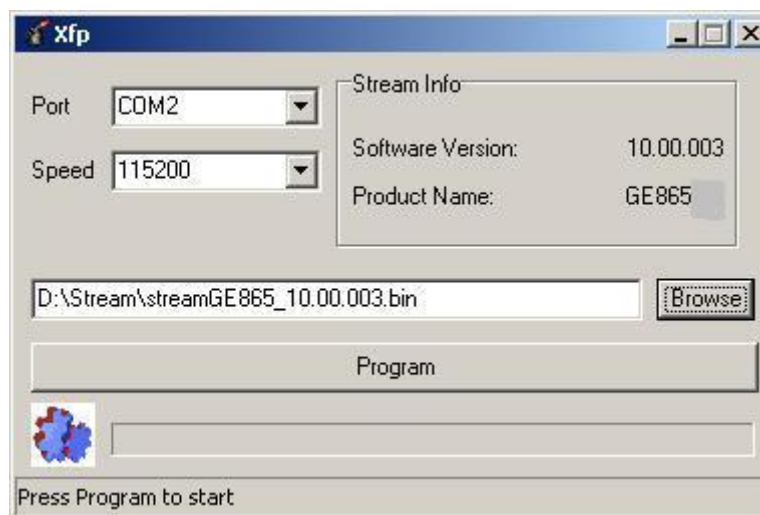 Xfp
Port COM2
Speed 115200
Stream Info
Software Version: 10.00.003
Product Name: GE865
D:\Stream\streamGE865_10.00.003.bin Browse
Program
Press Program to start